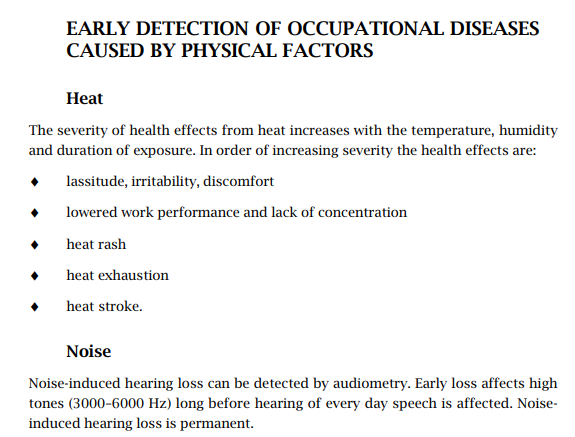 EARLY DETECTION OF OCCUPATIONAL DISEASES
CAUSED BY PHYSICAL FACTORS
Heat
The severity of health effects from heat increases with the temperature, humidity
and duration of exposure. In order of increasing severity the health effects are:
♦ lassitude, irritability, discomfort
♦ lowered work performance and lack of concentration
♦ heat rash
♦ heat exhaustion
♦ heat stroke.
Noise
Noise-induced hearing loss can be detected by audiometry. Early loss affects high
tones (3000–6000 Hz) long before hearing of every day speech is affected. Noise-
induced hearing loss is permanent.